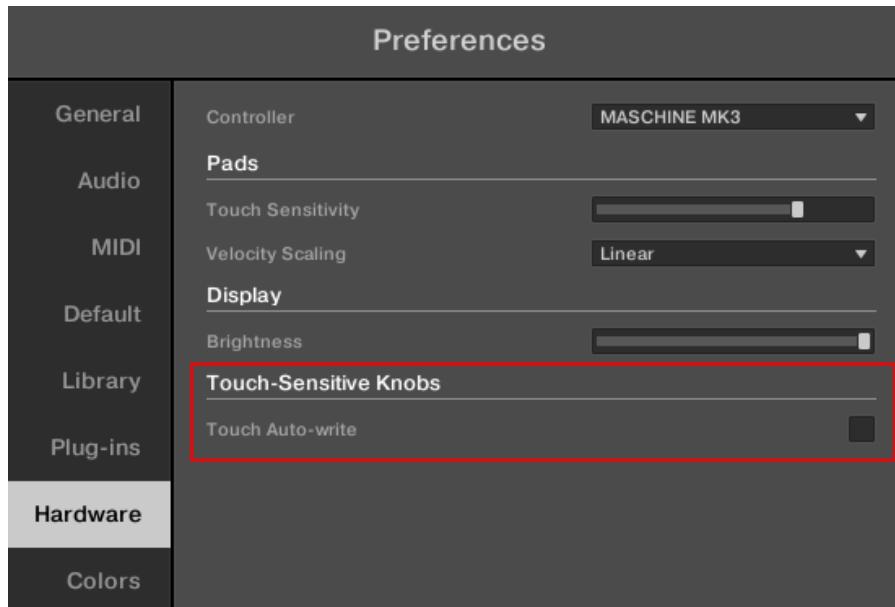 Preferences
General
Audio
MIDI
Default
Library
Plug-ins
Hardware
Colors
Controller MASCHINE MK3
Pads
Touch Sensitivity
Velocity Scaling Linear
Display
Brightness
Touch-Sensitive Knobs
Touch Auto-write